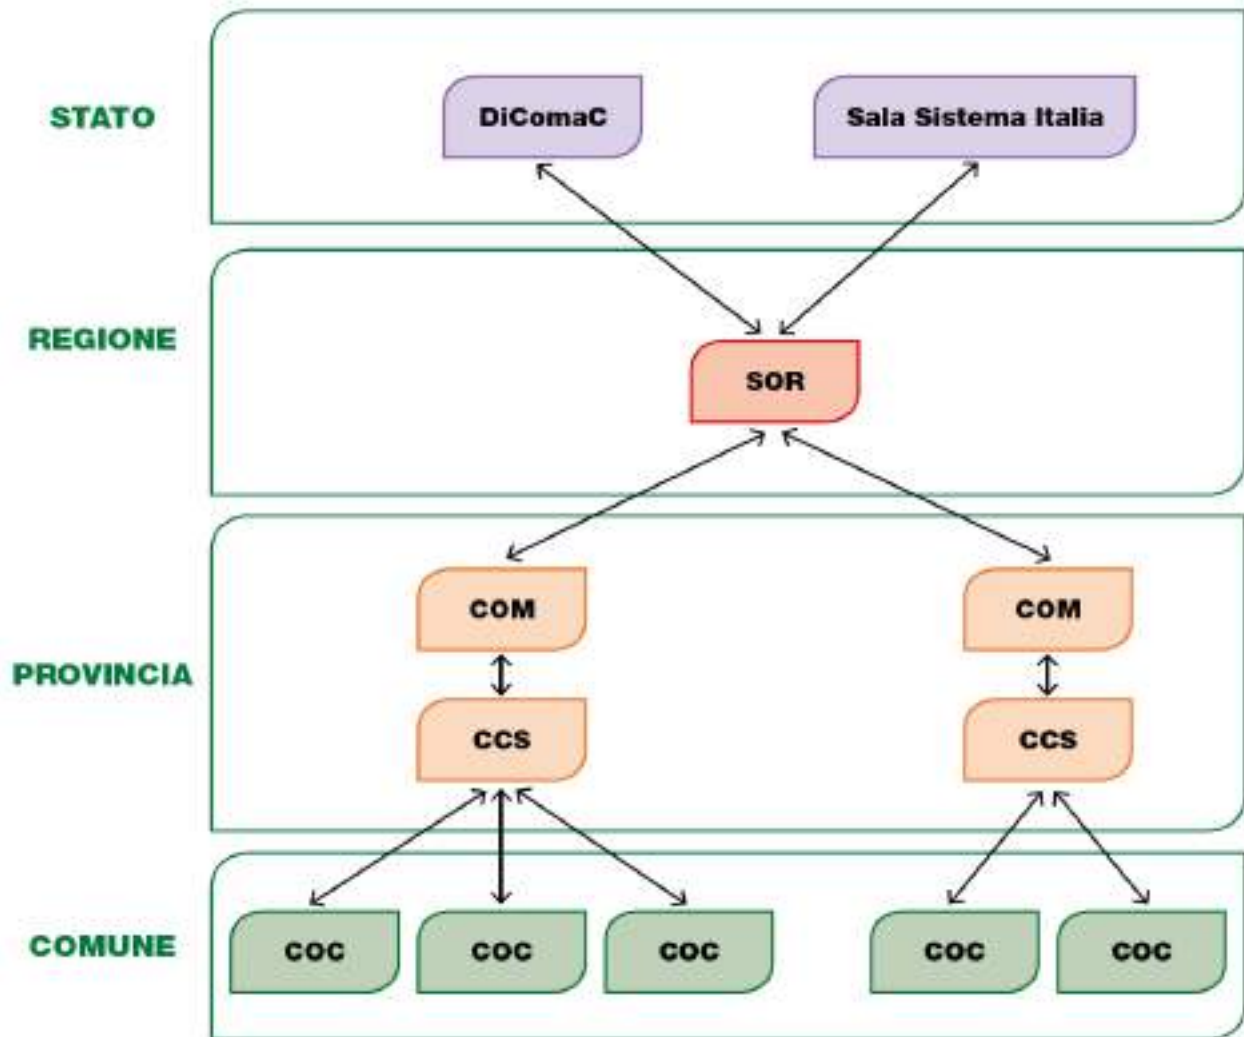 STATO
DiComaC
Sala Sistema Italia
REGIONE
SOR
PROVINCIA
COM
COM
CCS
CCS
COMUNE
COC
COC
COC
COC
COC